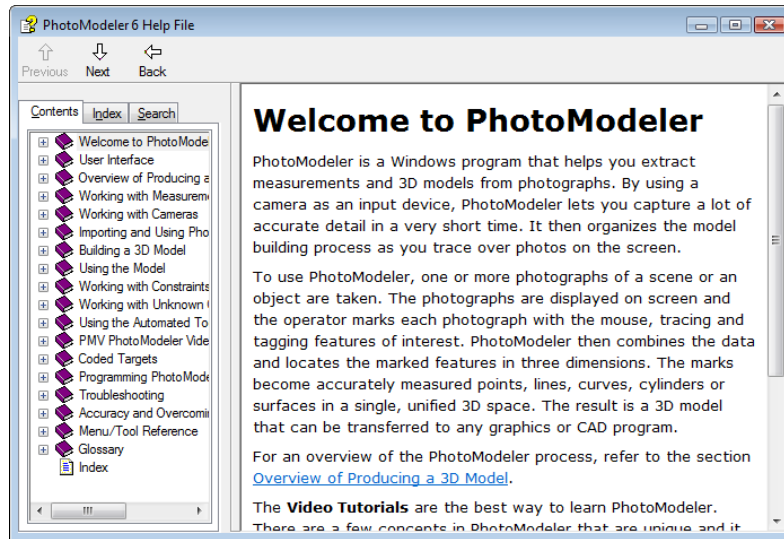 PhotoModeler 6 Help File
Previous Next Back
Contents Index Search
Welcome to PhotoMode
User Interface
Overview of Producing a
Working with Measurem
Working with Cameras
Importing and Using Pho
Building a 3D Model
Using the Model
Working with Constraints
Working with Unknown
Using the Automated To
PMV PhotoModeler Vide
Coded Targets
Programming PhotoMode
Troubleshooting
Accuracy and Overcomi
Menu/Tool Reference
Glossary
Index
Welcome to PhotoModeler
PhotoModeler is a Windows program that helps you extract
measurements and 3D models from photographs. By using a
camera as an input device, PhotoModeler lets you capture a lot of
accurate detail in a very short time. It then organizes the model
building process as you trace over photos on the screen.
To use PhotoModeler, one or more photographs of a scene or an
object are taken. The photographs are displayed on screen and
the operator marks each photograph with the mouse, tracing and
tagging features of interest. PhotoModeler then combines the data
and locates the marked features in three dimensions. The marks
become accurately measured points, lines, curves, cylinders or
surfaces in a single, unified 3D space. The result is a 3D model
that can be transferred to any graphics or CAD program.
For an overview of the PhotoModeler process, refer to the section
Overview of Producing a 3D Model.
The Video Tutorials are the best way to learn PhotoModeler.
There are a few concepts in PhotoModeler that are unique and it